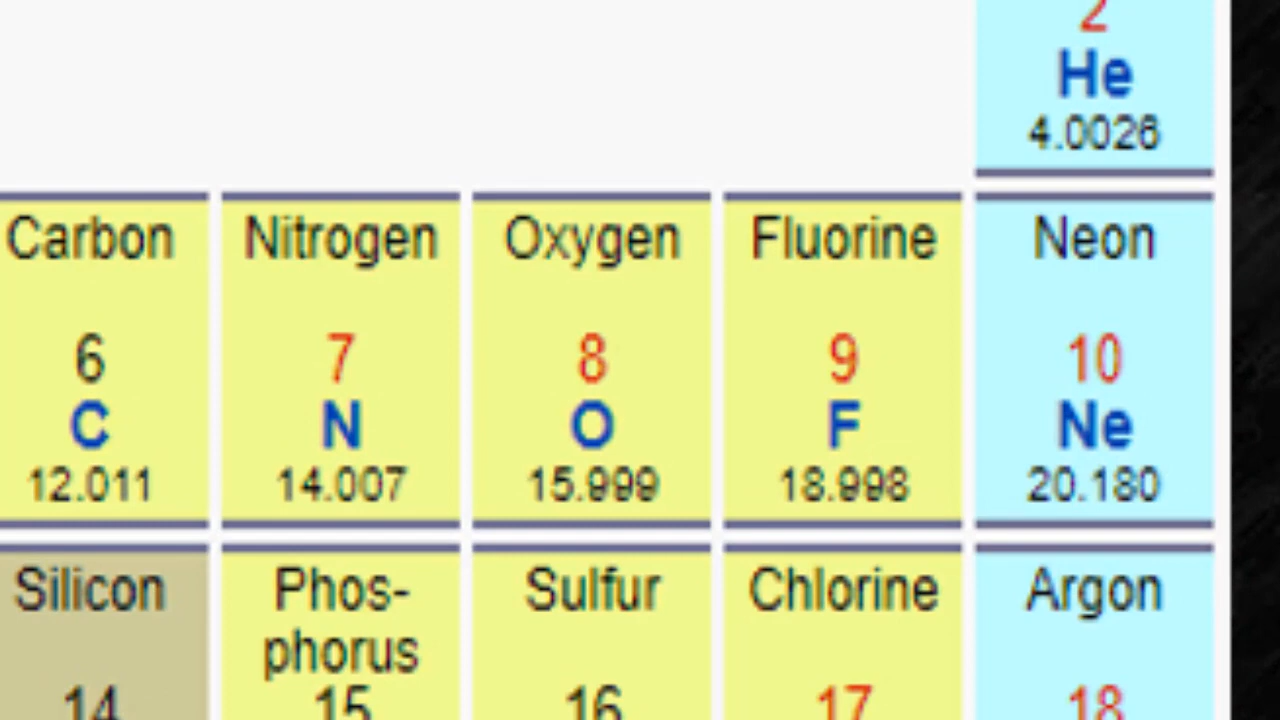 2
He
4.0026
Carbon Nitrogen Oxygen Fluorine Neon
6 7 8 9 10
C N O F Ne
12.011 14.007 15.999 18.998 20.180
Silicon Phos- Sulfur Chlorine Argon
phorus
14 15 16 17 18